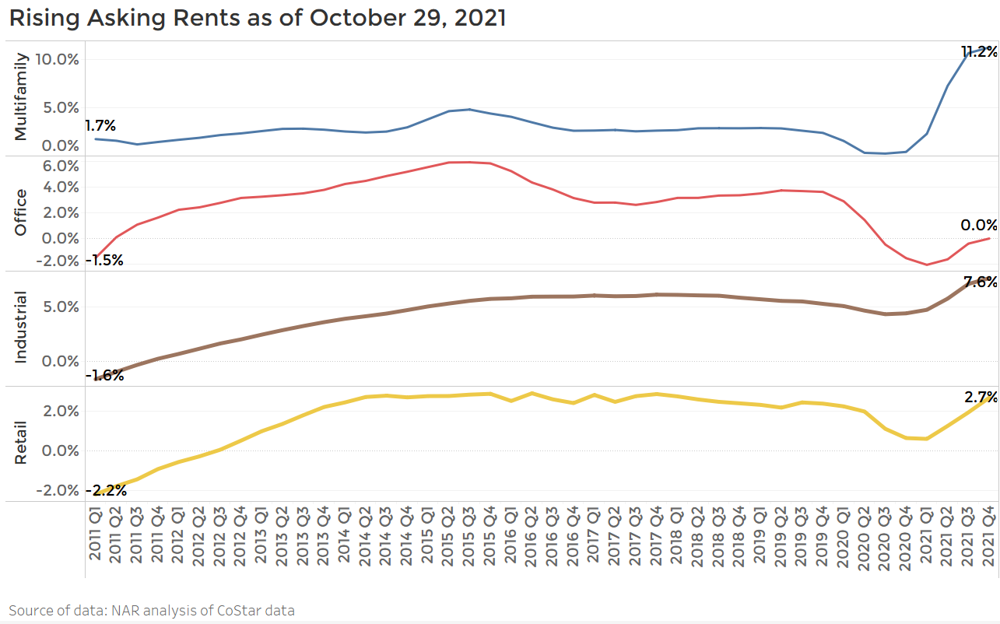 Rising Asking Rents as of October 29, 2021
Multifamily
10.0%
5.0%
0.0%
1.7%
11.2%
Office
6.0%
4.0%
2.0%
0.0%
-2.0%
-1.5%
0.0%
Industrial
5.0%
0.0%
-1.6%
7.6%
Retail
2.0%
0.0%
-2.0%
-2.2%
2.7%
2011 Q1
2011 Q2
2011 Q3
2011 Q4
2012 Q1
2012 Q2
2012 Q3
2012 Q4
2013 Q1
2013 Q2
2013 Q3
2013 Q4
2014 Q1
2014 Q2
2014 Q3
2014 Q4
2015 Q1
2015 Q2
2015 Q3
2015 Q4
2016 Q1
2016 Q2
2016 Q3
2016 Q4
2017 Q1
2017 Q2
2017 Q3
2017 Q4
2018 Q1
2018 Q2
2018 Q3
2018 Q4
2019 Q1
2019 Q2
2019 Q3
2019 Q4
2020 Q1
2020 Q2
2020 Q3
2020 Q4
2021 Q1
2021 Q2
2021 Q3
2021 Q4
Source of data: NAR analysis of CoStar data